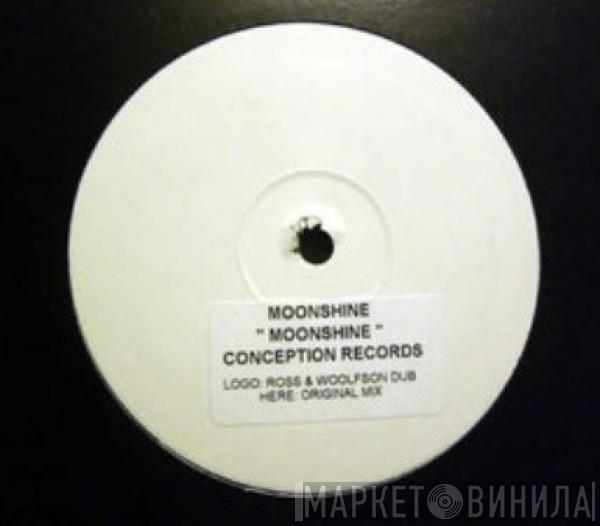 MOONSHINE
" MOONSHINE "
CONCEPTION RECORDS
LOGO: ROSS & WOOLFSON DUB
HERE: ORIGINAL MIX
МАРКЕТ ВИНИЛА